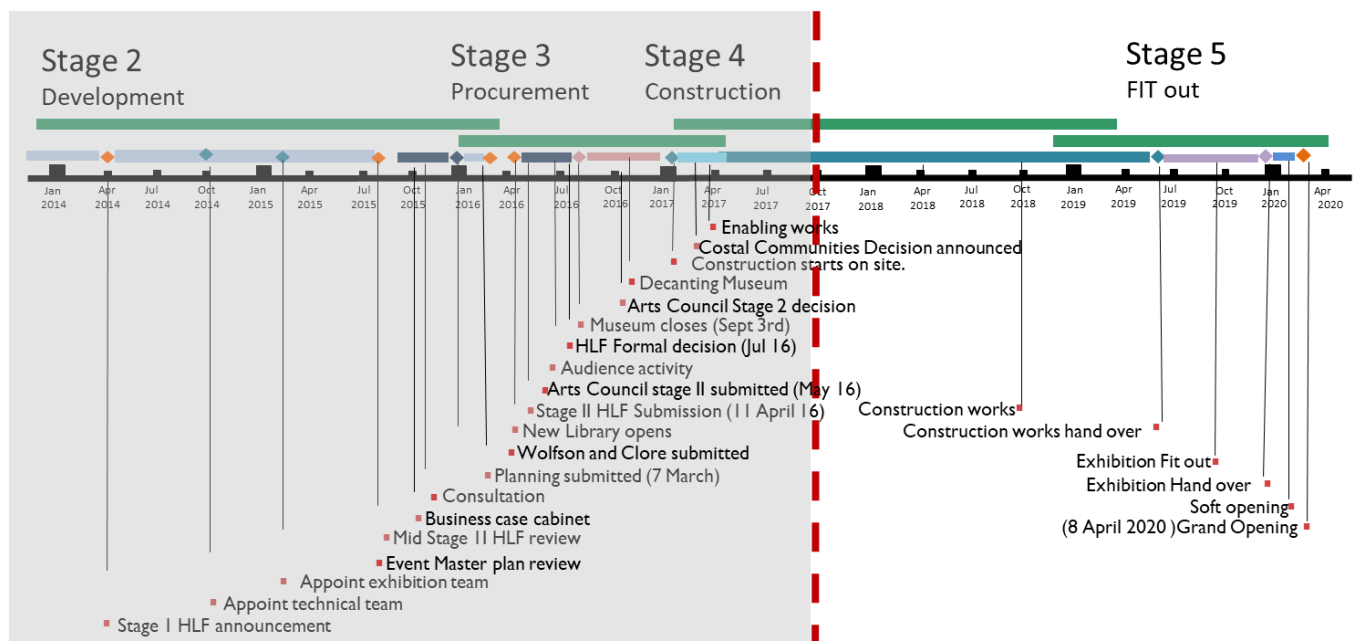 Stage 2
Development
Stage 3
Procurement
Stage 4
Construction
Stage 5
FIT out
Jan 2014
Apr 2014
Jul 2014
Oct 2014
Jan 2015
Apr 2015
Jul 2015
Oct 2015
Jan 2016
Apr 2016
Jul 2016
Oct 2016
Jan 2017
Apr 2017
Jul 2017
Oct 2017
Jan 2018
Apr 2018
Jul 2018
Oct 2018
Jan 2019
Apr 2019
Jul 2019
Oct 2019
Jan 2020
Apr 2020
Enabling works
Costal Communities Decision announced
Construction starts on site.
Decanting Museum
Arts Council Stage 2 decision
Museum closes (Sept 3rd)
HLF Formal decision (Jul 16)
Audience activity
Arts Council stage II submitted (May 16)
Stage II HLF Submission (11 April 16)
New Library opens
Wolfson and Clore submitted
Planning submitted (7 March)
Consultation
Business case cabinet
Mid Stage II HLF review
Event Master plan review
Appoint exhibition team
Appoint technical team
Stage I HLF announcement
Construction works
Construction works hand over
Exhibition Fit out
Exhibition Hand over
Soft opening
(8 April 2020 )Grand Opening